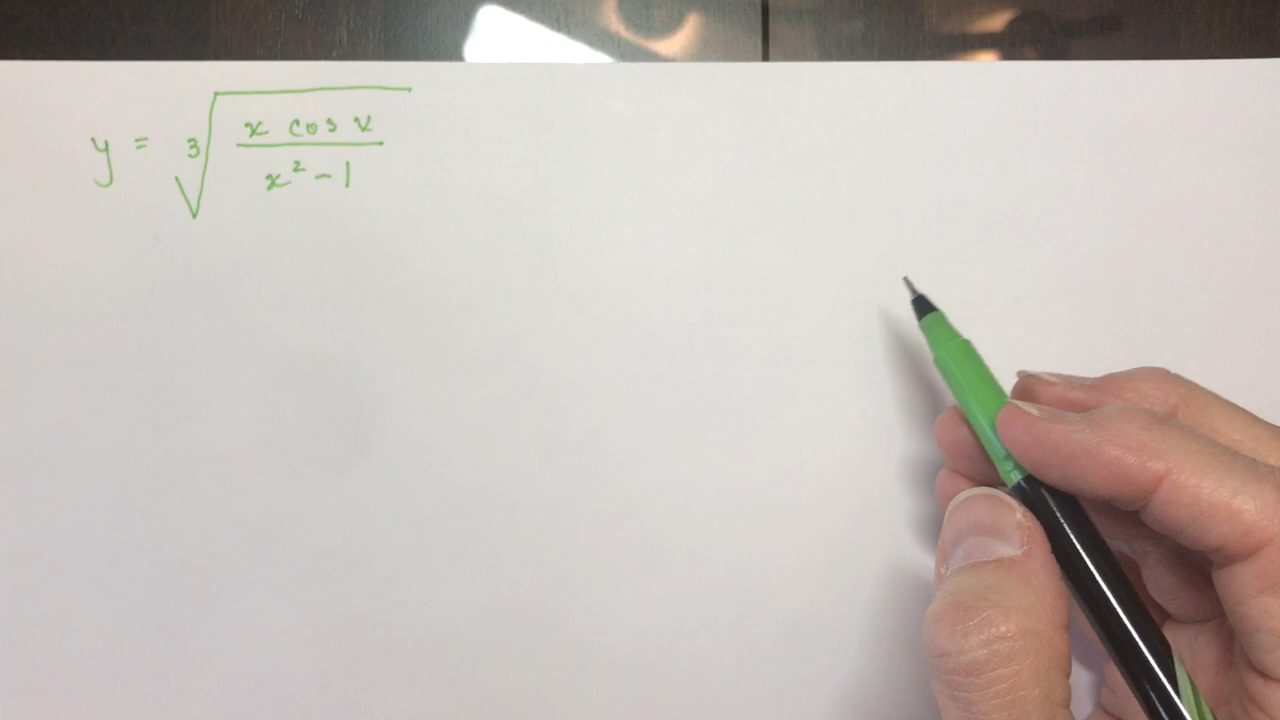 y = ∛((x cos x)/(x² - 1))